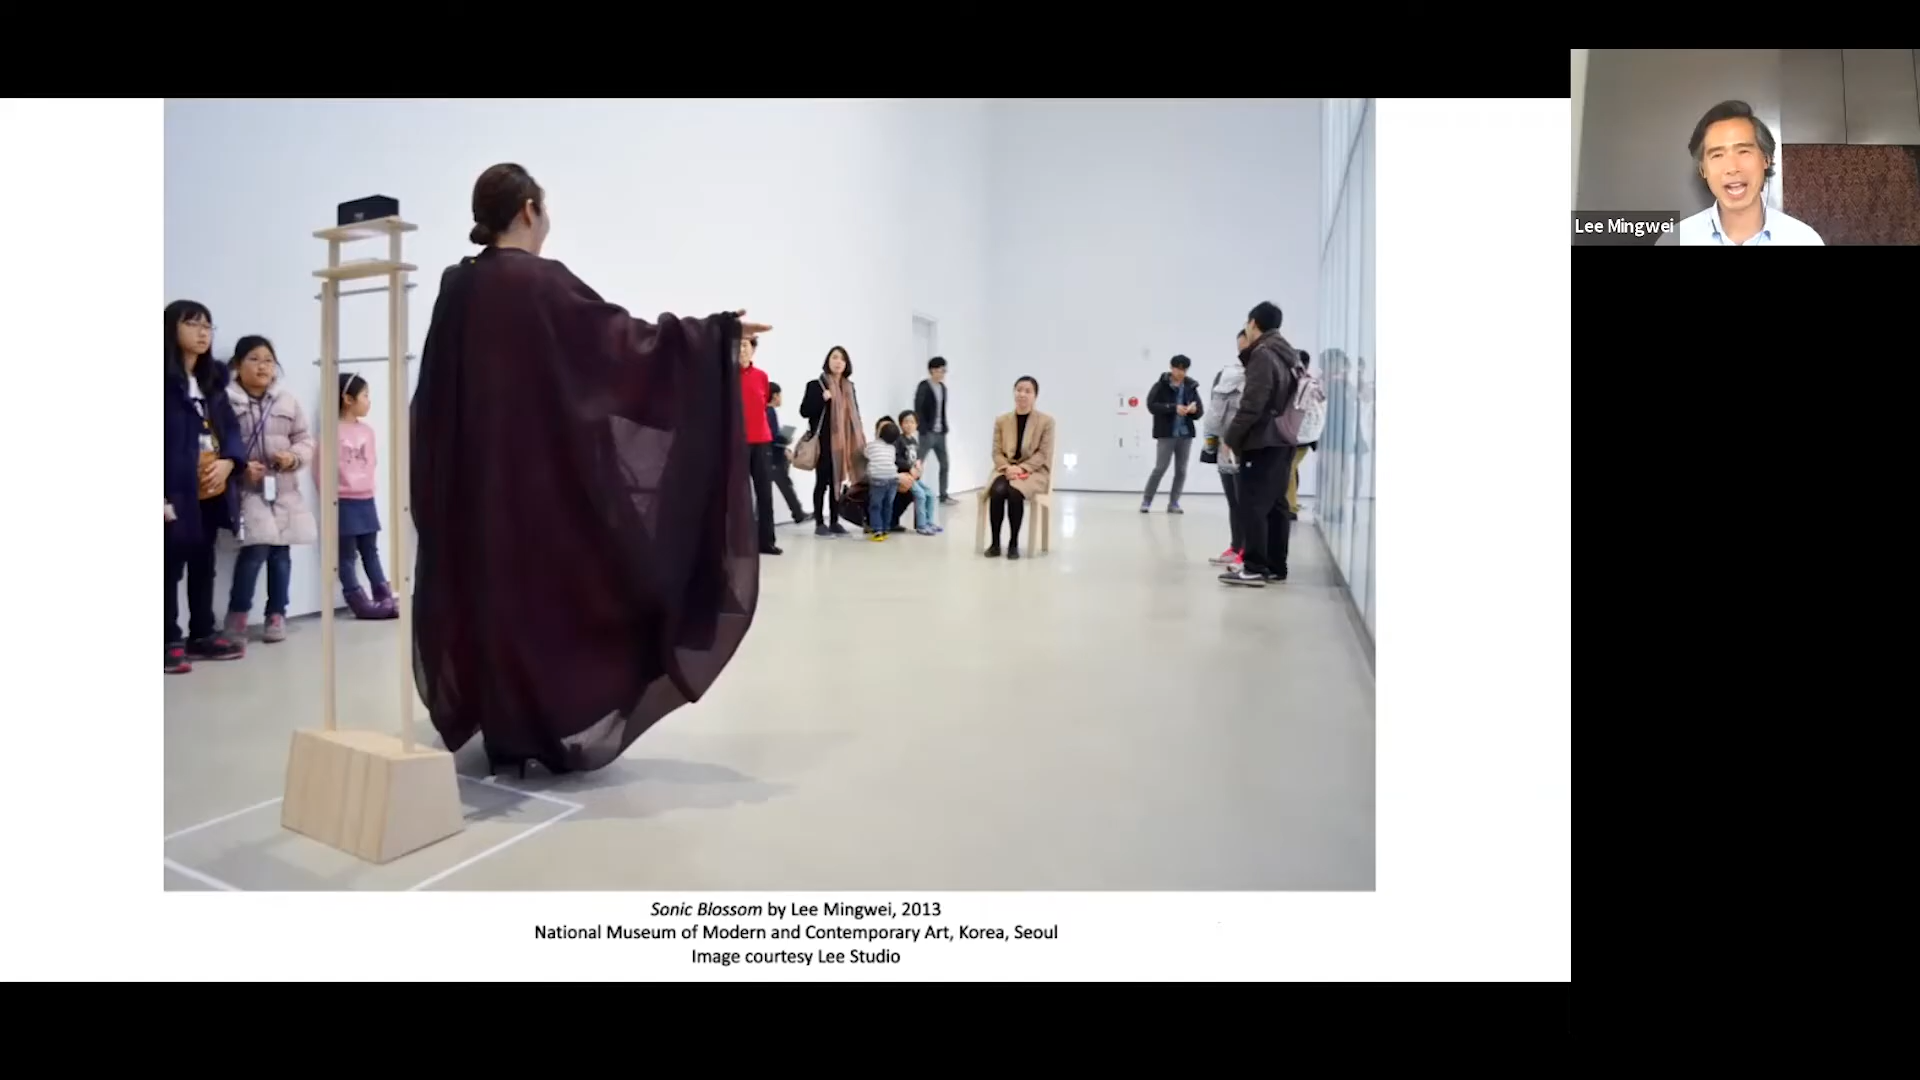 Lee Mingwei
Sonic Blossom by Lee Mingwei, 2013
National Museum of Modern and Contemporary Art, Korea, Seoul
Image courtesy Lee Studio